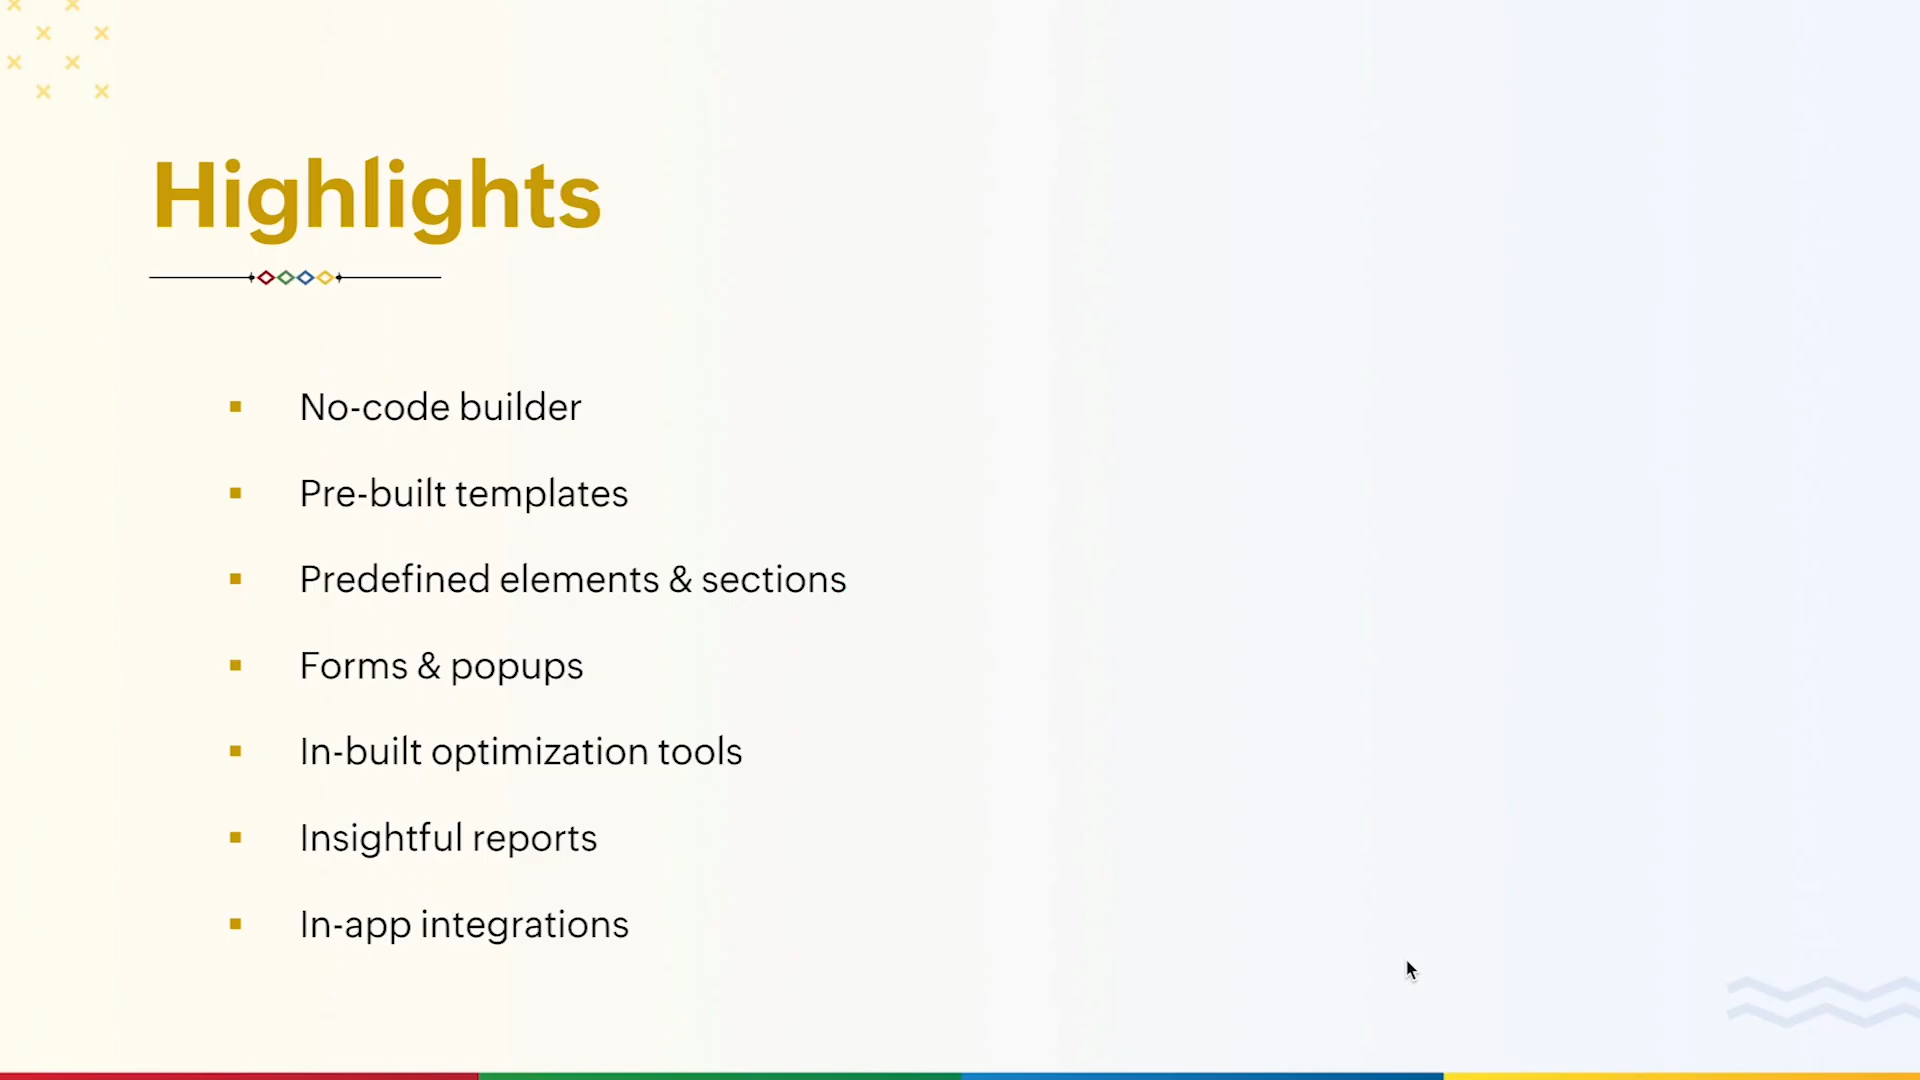 Highlights
No-code builder
Pre-built templates
Predefined elements & sections
Forms & popups
In-built optimization tools
Insightful reports
In-app integrations